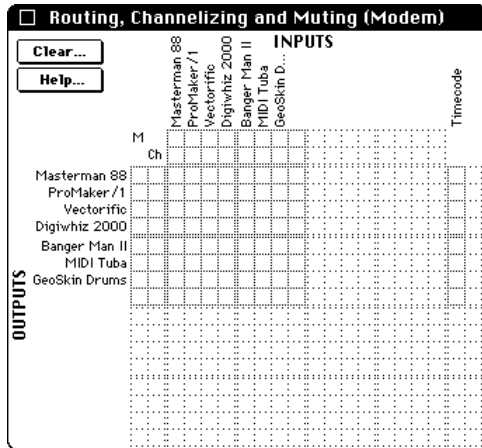 Routing, Channelizing and Muting (Modem)
Clear...
Help...
INPUTS
Masterman 88
ProMaker/1
Vectorific
Digiwhiz 2000
Banger Man II
MIDI Tuba
GeoSkin D...
Timecode
M
Ch
OUTPUTS
Masterman 88
ProMaker/1
Vectorific
Digiwhiz 2000
Banger Man II
MIDI Tuba
GeoSkin Drums